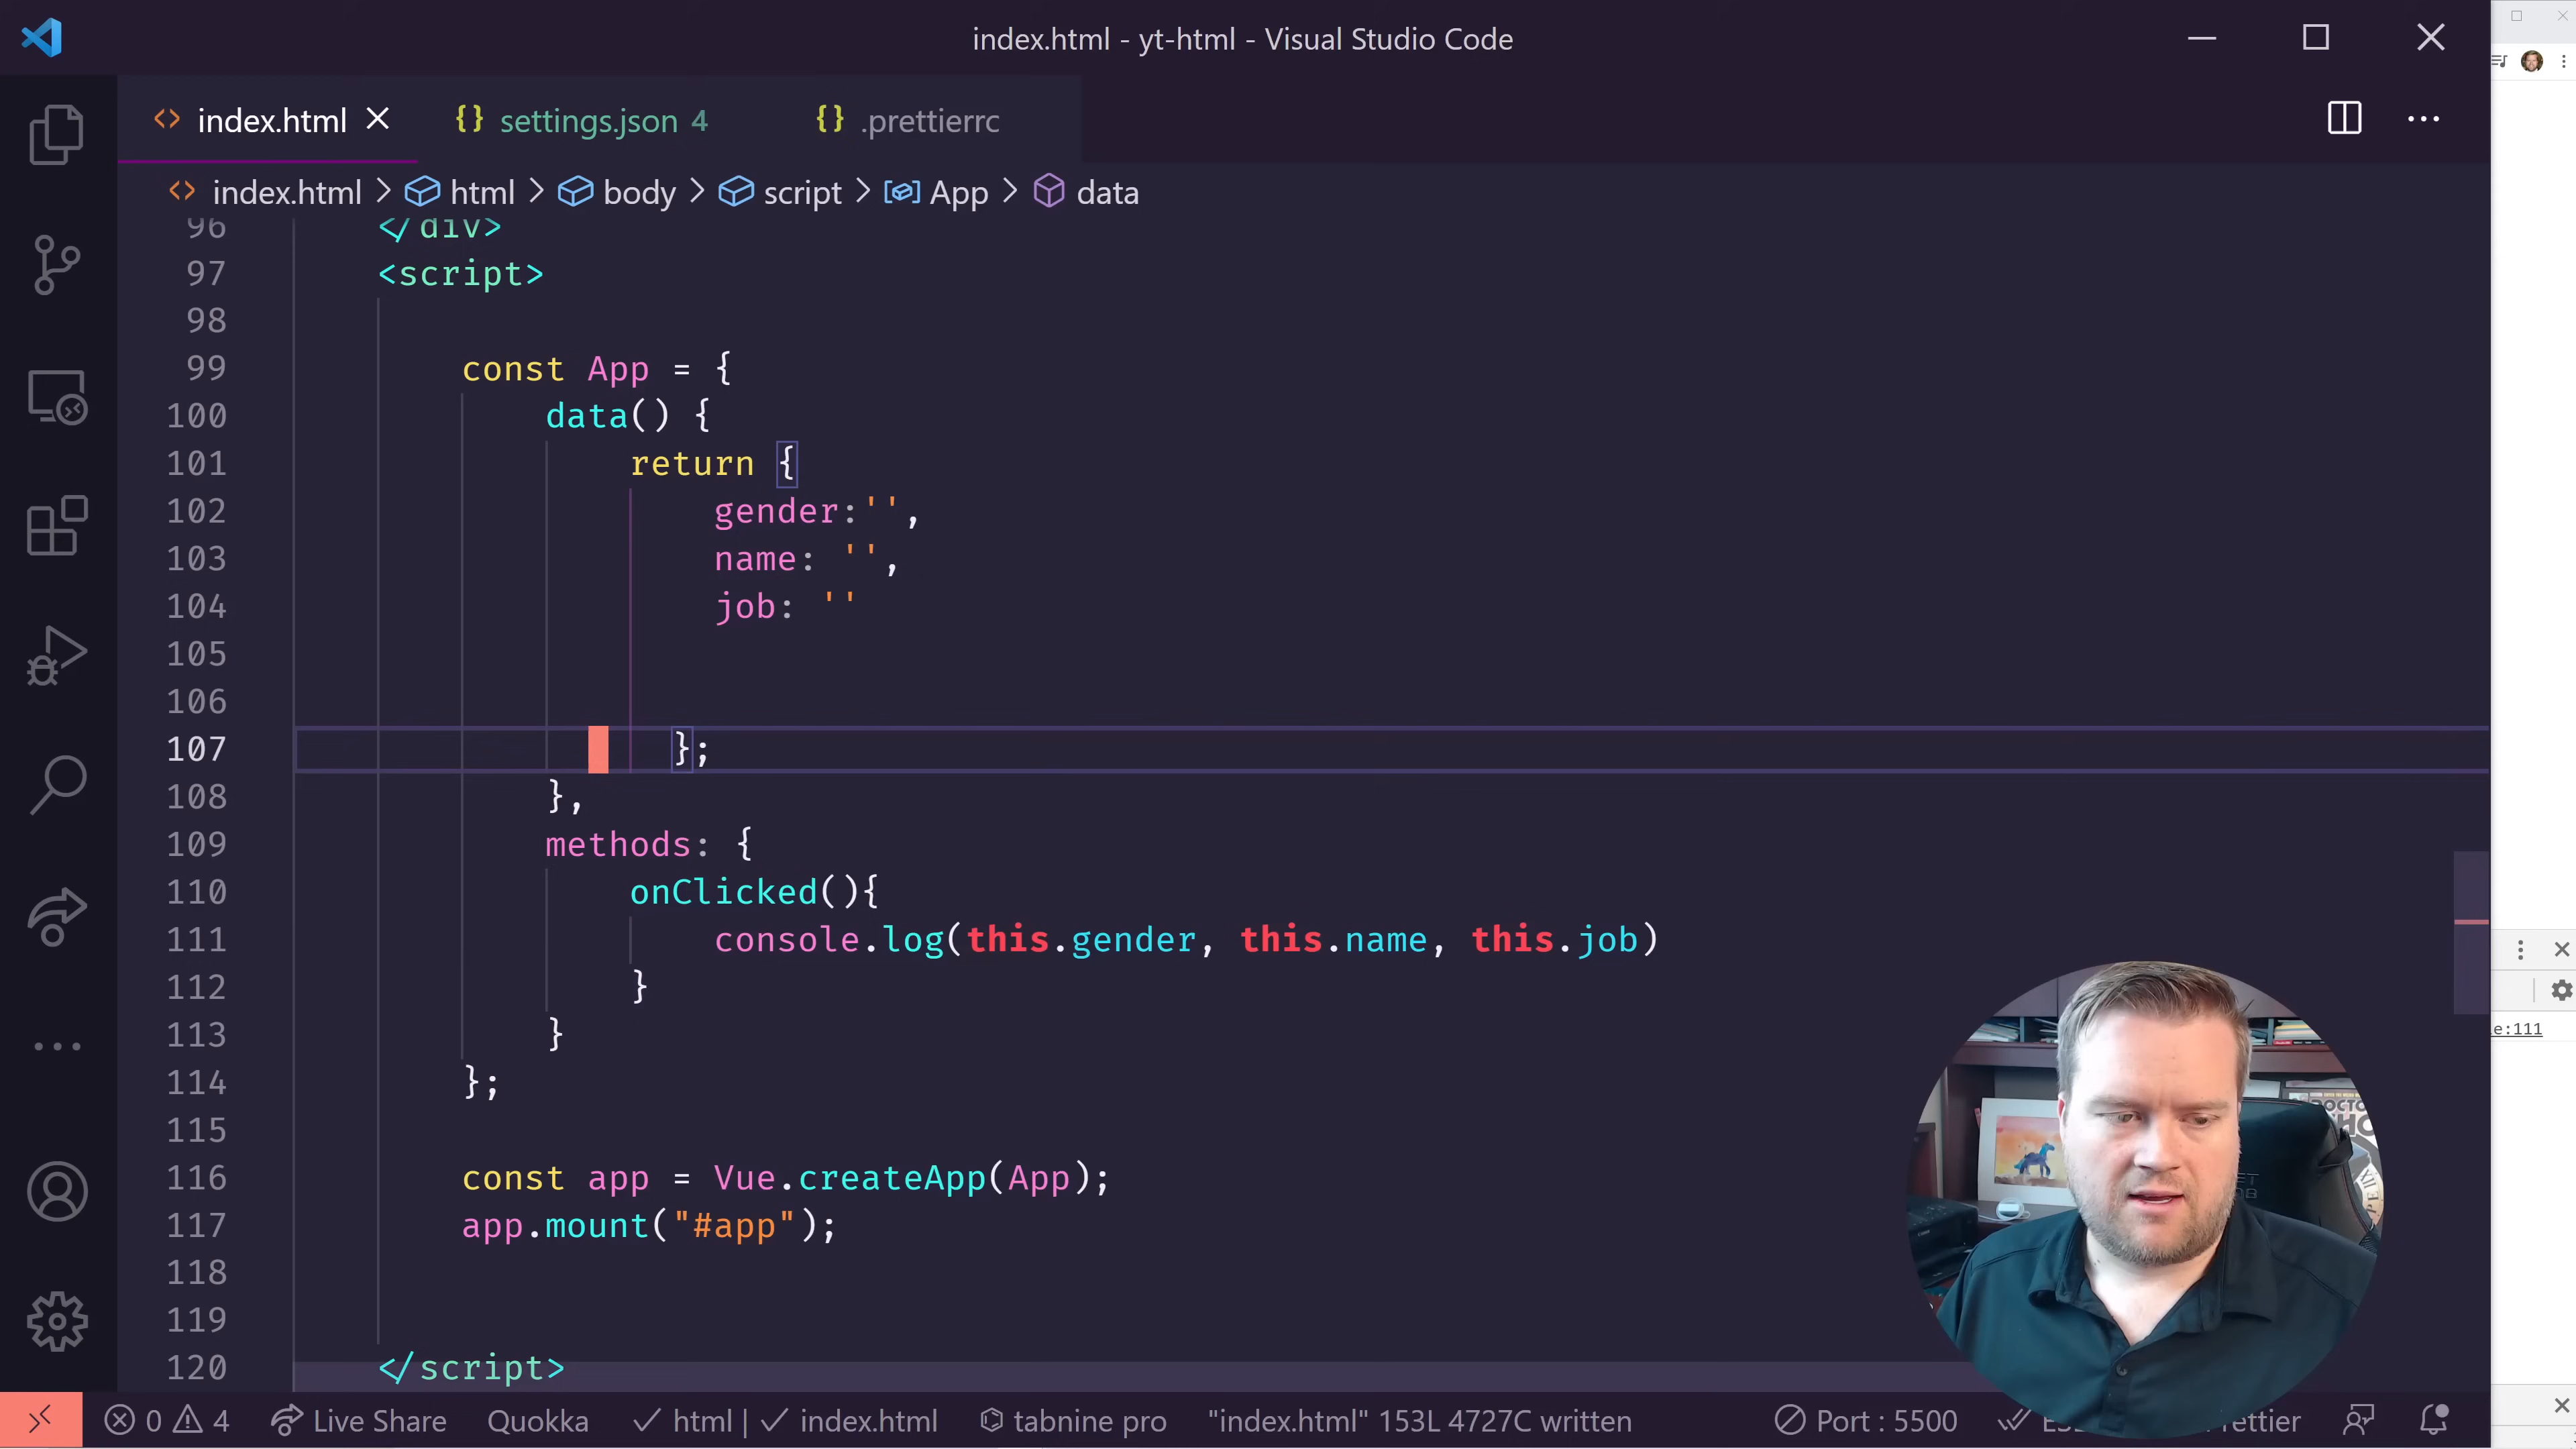 index.html - yt-html - Visual Studio Code
index.html
settings.json 4
.prettierrc
index.html > html > body > script > App > data
96 </div>
97 <script>
98
99 const App = {
100 data() {
101 return {
102 gender:'',
103 name: '',
104 job: ''
105
106
107 };
108 },
109 methods: {
110 onClicked(){
111 console.log(this.gender, this.name, this.job)
112 }
113 }
114 };
115
116 const app = Vue.createApp(App);
117 app.mount("#app");
118
119
120 </script>
e:111
DOCTOR
0 4 Live Share Quokka html | index.html tabnine pro "index.html" 153L 4727C written Port : 5500